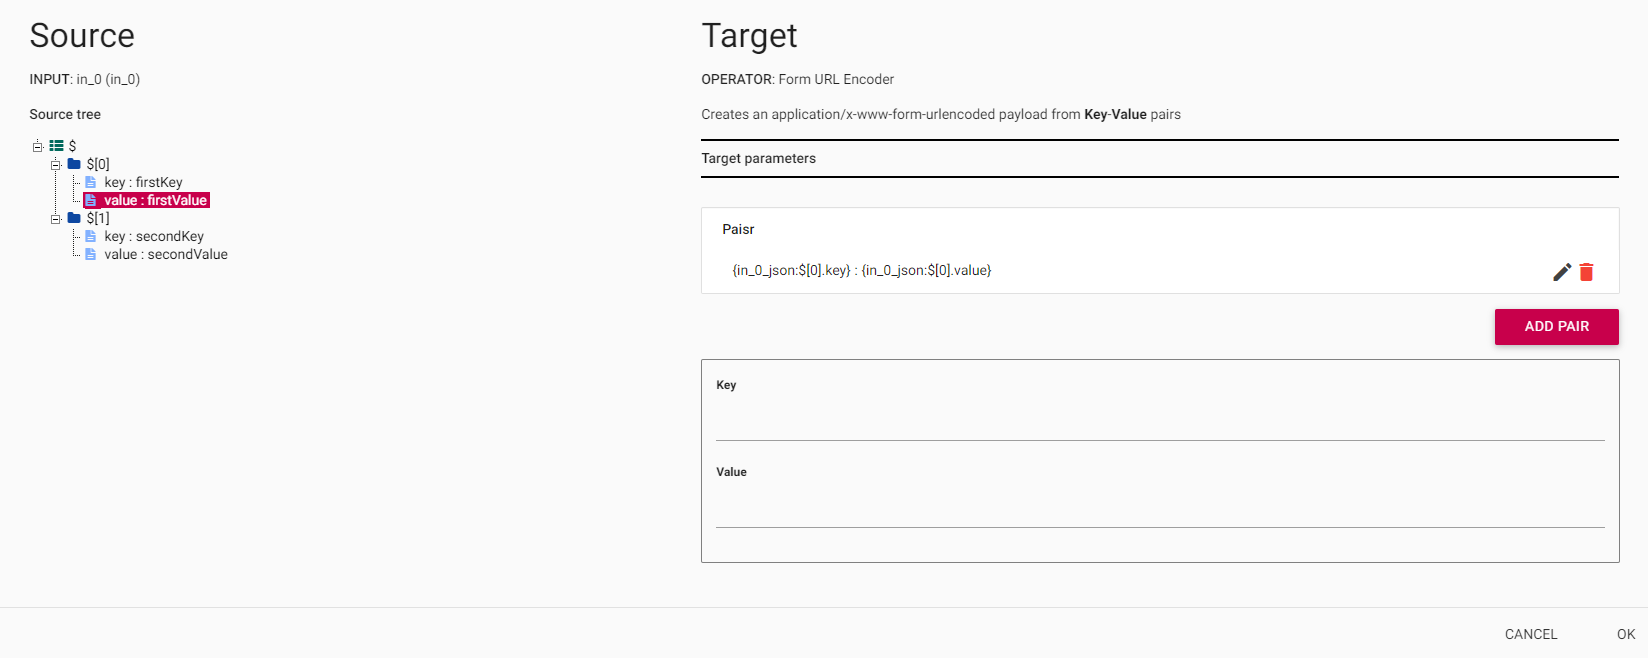 Source
INPUT: in_0 (in_0)
Source tree
$
$[0]
key : firstKey
value : firstValue
$[1]
key : secondKey
value : secondValue
Target
OPERATOR: Form URL Encoder
Creates an application/x-www-form-urlencoded payload from Key-Value pairs
Target parameters
Paisr
{in_0_json:$[0].key} : {in_0_json:$[0].value}
ADD PAIR
Key
Value
CANCEL
OK